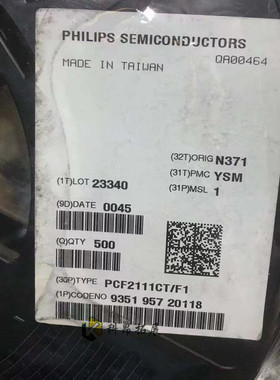 PHILIPS SEMICONDUCTORS
MADE IN TAIWAN QA00464
(32T)ORIG N371
(31T)PMC YSM
(1T)LOT 23340 (31P)MSL 1
(9D)DATE 0045
(Q)QTY 500
(30P)TYPE PCF2111CT/F1
(1P)CODENO 9351 957 20118